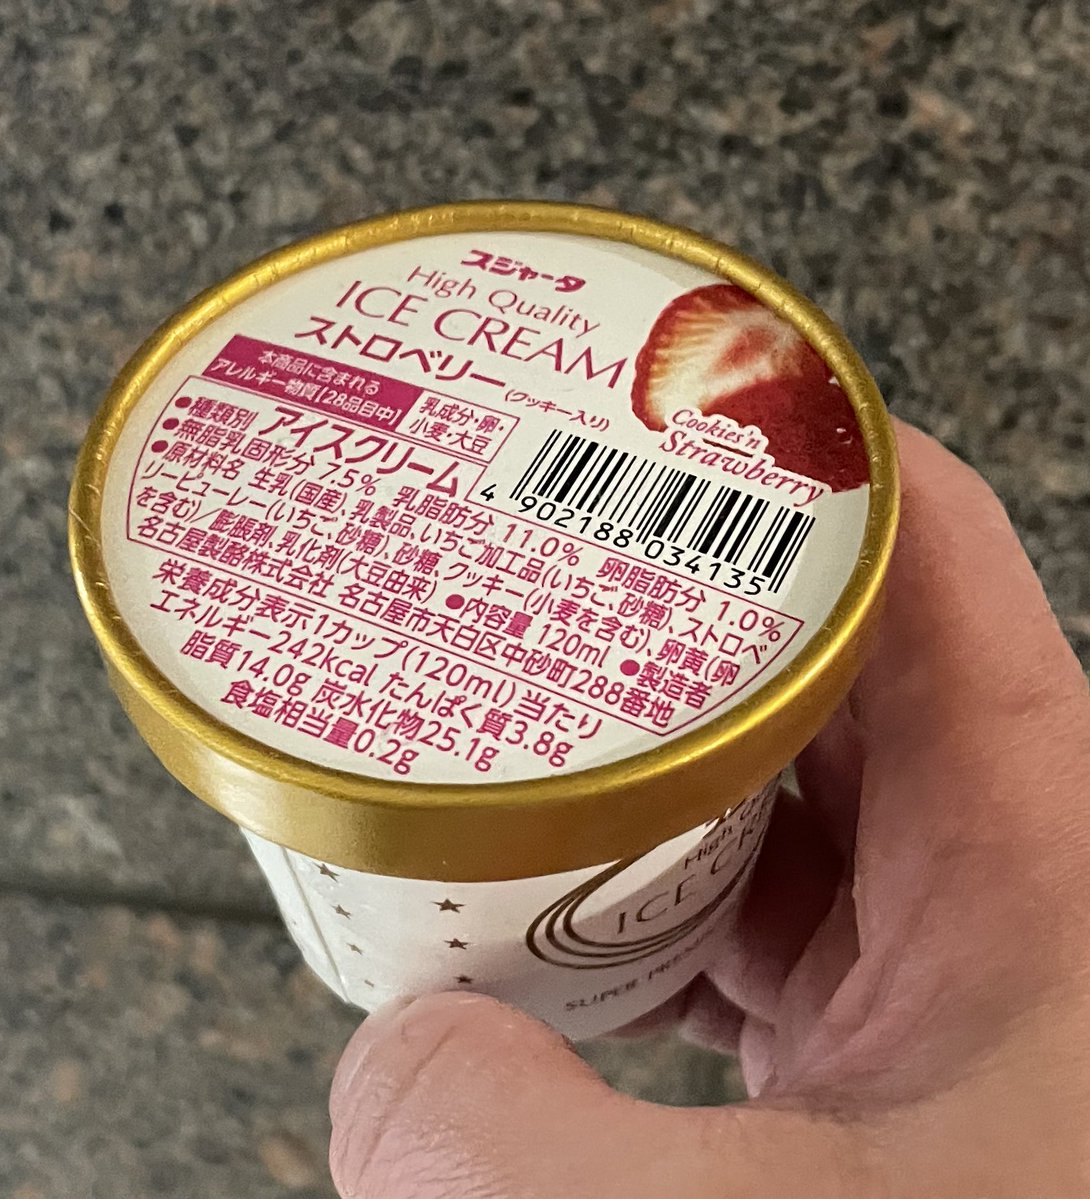 スジャータ
High Quality
ICE CREAM
ストロベリー(クッキー入り)
Cookies'n
Strawberry
本商品に含まれる
アレルギー物質【28品目中】
乳成分・卵・
小麦・大豆
4 902188 034135
●種類別 アイスクリーム
●無脂乳固形分 7.5% 乳脂肪分 11.0% 卵脂肪分 1.0%
●原材料名 生乳(国産)、乳製品、いちご加工品(いちご、砂糖)、ストロベ
リーピューレー(いちご、砂糖)、砂糖、クッキー(小麦を含む)、卵黄(卵
を含む)/膨張剤、乳化剤(大豆由来) ●内容量 120ml ●製造者
名古屋製酪株式会社 名古屋市天白区中砂町288番地
栄養成分表示1カップ(120ml)当たり
エネルギー242kcal たんぱく質3.8g
脂質14.0g 炭水化物25.1g
食塩相当量0.2g
High
ICE C
SUPER